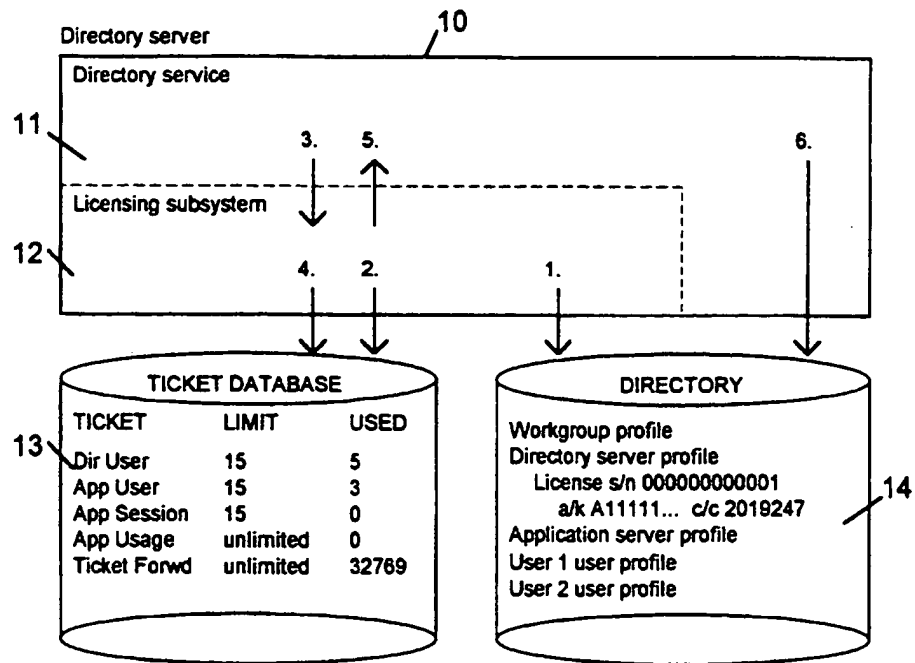 10
Directory server
Directory service
11
3. 5. 6.
Licensing subsystem
12
4. 2. 1.
TICKET DATABASE
TICKET LIMIT USED
13
Dir User 15 5
App User 15 3
App Session 15 0
App Usage unlimited 0
Ticket Forwd unlimited 32769
DIRECTORY
Workgroup profile
Directory server profile
License s/n 000000000001
14
a/k A11111... c/c 2019247
Application server profile
User 1 user profile
User 2 user profile